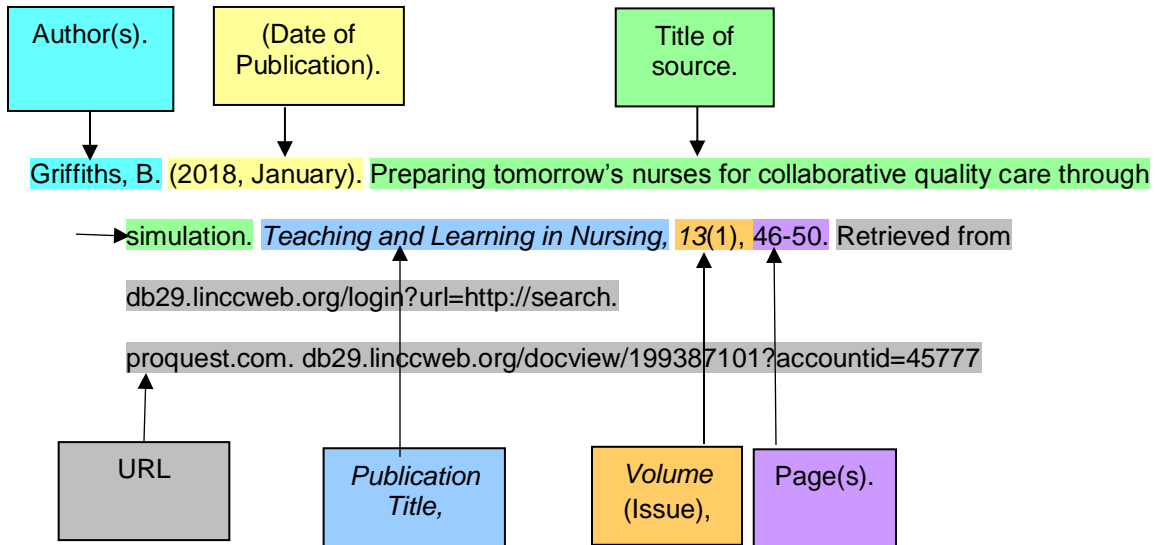 Author(s).
(Date of
Publication).
Title of
source.
Griffiths, B. (2018, January). Preparing tomorrow’s nurses for collaborative quality care through
simulation. Teaching and Learning in Nursing, 13(1), 46-50. Retrieved from
db29.linccweb.org/login?url=http://search.
proquest.com. db29.linccweb.org/docview/199387101?accountid=45777
URL
Publication
Title,
Volume
(Issue),
Page(s).